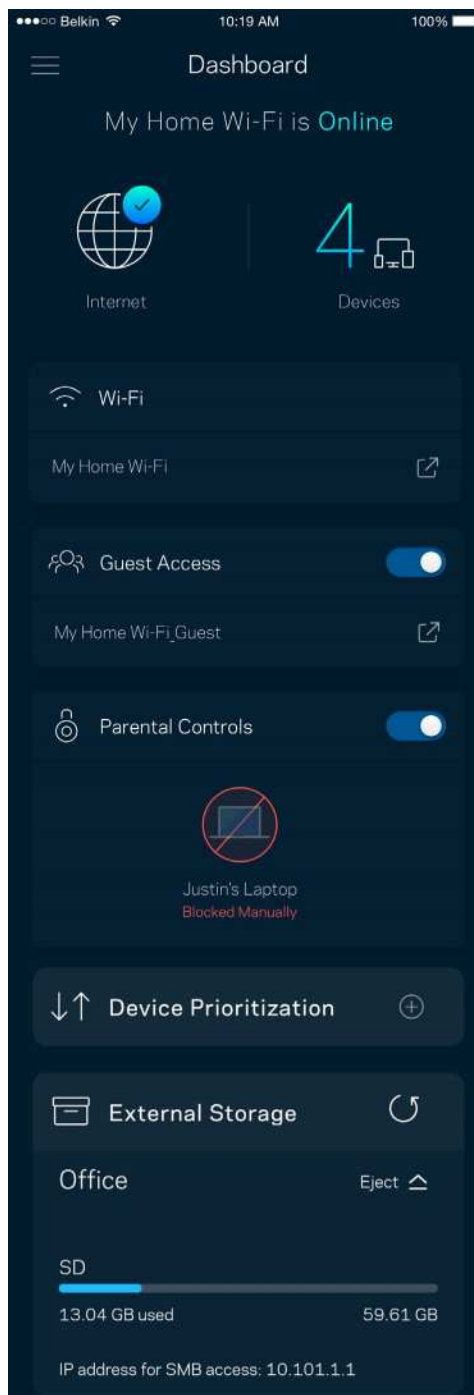 Belkin 10:19 AM 100%
Dashboard
My Home Wi-Fi is Online
4
Internet Devices
Wi-Fi
My Home Wi-Fi
Guest Access
My Home Wi-Fi_Guest
Parental Controls
Justin's Laptop
Blocked Manually
Device Prioritization
External Storage
Office Eject
SD
13.04 GB used 59.61 GB
IP address for SMB access: 10.101.1.1